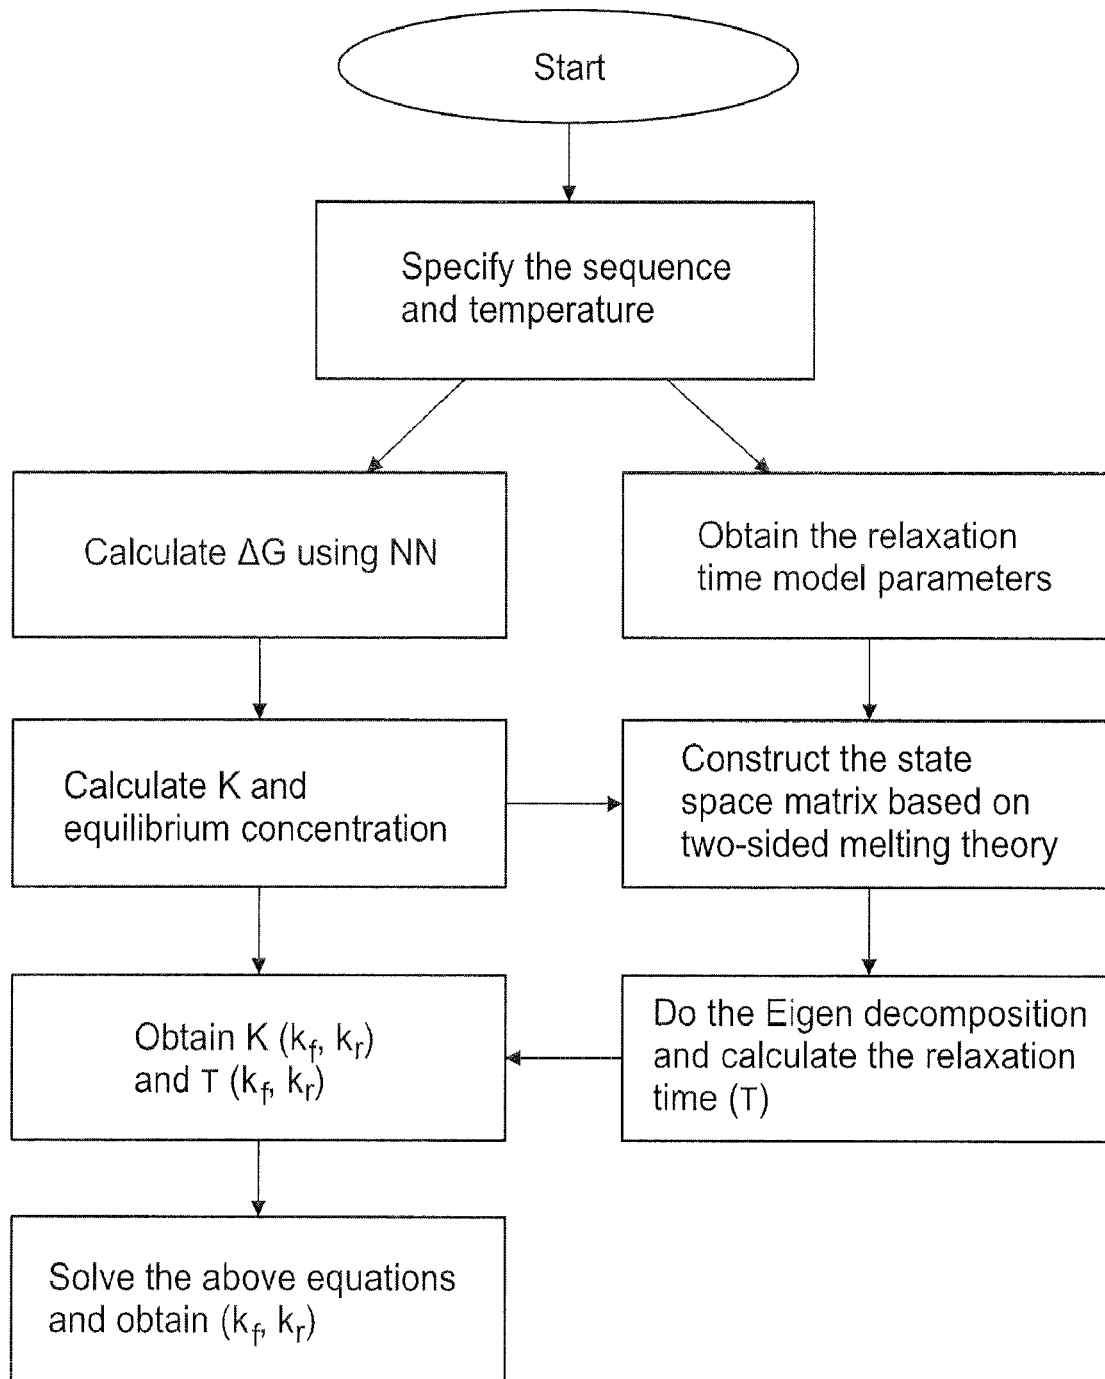 Start
Specify the sequence
and temperature
Calculate ΔG using NN
Obtain the relaxation
time model parameters
Calculate K and
equilibrium concentration
Construct the state
space matrix based on
two-sided melting theory
Obtain K (kf, kr)
and τ (kf, kr)
Do the Eigen decomposition
and calculate the relaxation
time (τ)
Solve the above equations
and obtain (kf, kr)